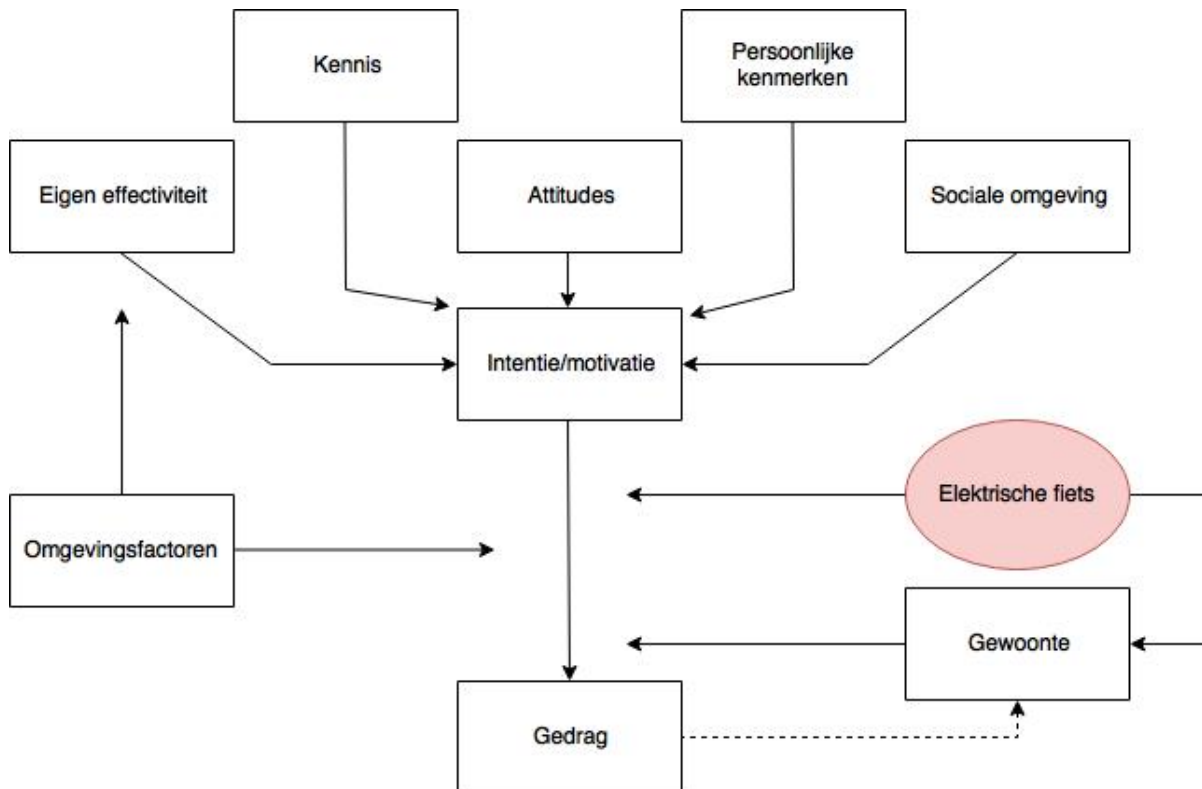 Kennis
Persoonlijke
kenmerken
Eigen effectiviteit
Attitudes
Sociale omgeving
Intentie/motivatie
Elektrische fiets
Omgevingsfactoren
Gewoonte
Gedrag